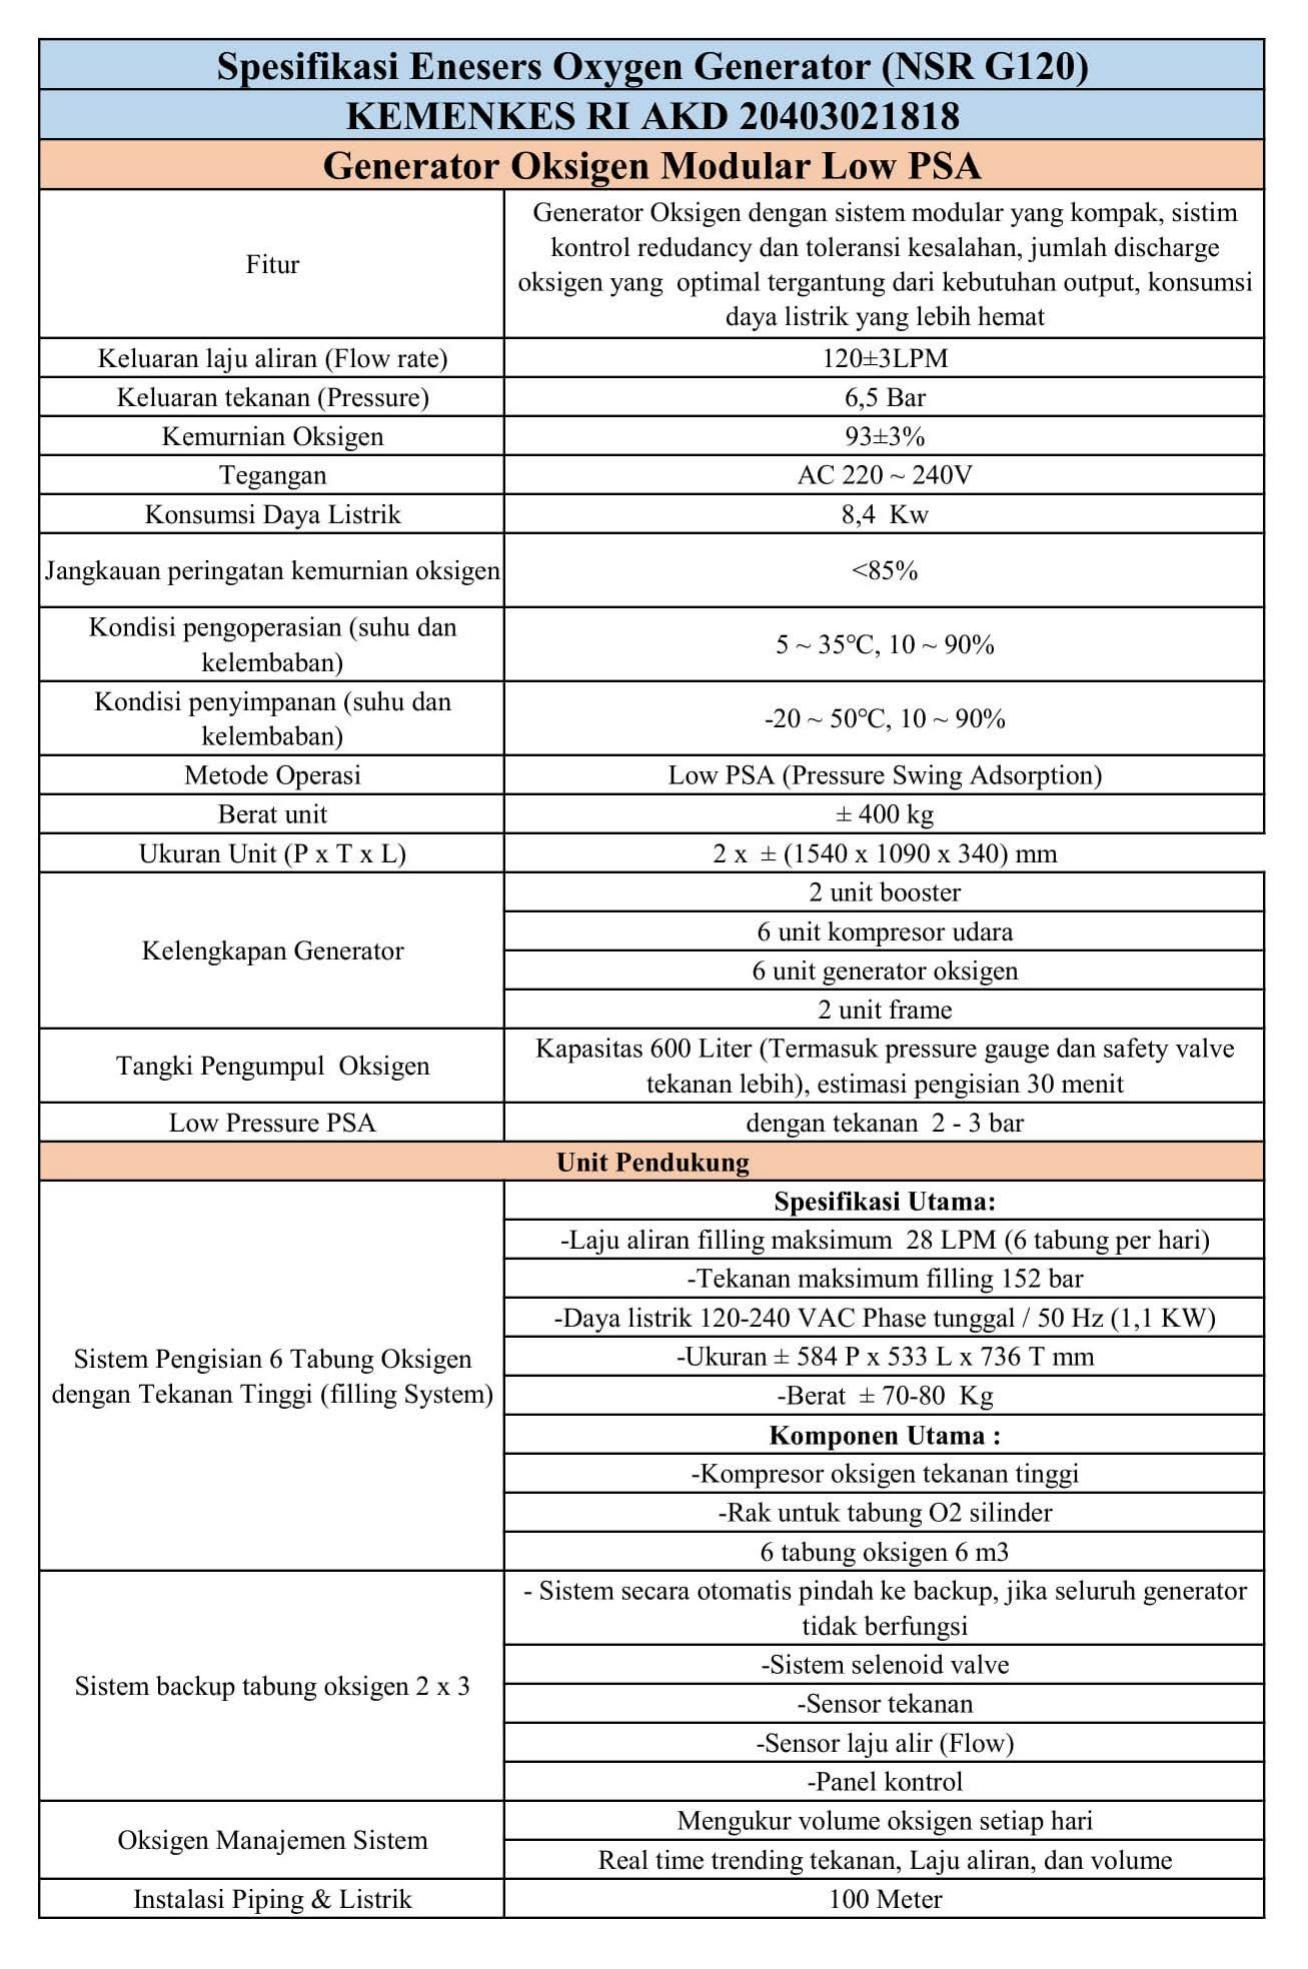 Spesifikasi Enesers Oxygen Generator (NSR G120)
KEMENKES RI AKD 20403021818
Generator Oksigen Modular Low PSA
Fitur
Generator Oksigen dengan sistem modular yang kompak, sistim
kontrol redudancy dan toleransi kesalahan, jumlah discharge
oksigen yang optimal tergantung dari kebutuhan output, konsumsi
daya listrik yang lebih hemat
Keluaran laju aliran (Flow rate)
120±3LPM
Keluaran tekanan (Pressure)
6,5 Bar
Kemurnian Oksigen
93±3%
Tegangan
AC 220 ~ 240V
Konsumsi Daya Listrik
8,4 Kw
Jangkauan peringatan kemurnian oksigen
<85%
Kondisi pengoperasian (suhu dan
kelembaban)
5 ~ 35℃, 10 ~ 90%
Kondisi penyimpanan (suhu dan
kelembaban)
-20 ~ 50℃, 10 ~ 90%
Metode Operasi
Low PSA (Pressure Swing Adsorption)
Berat unit
± 400 kg
Ukuran Unit (P x T x L)
2 x ± (1540 x 1090 x 340) mm
Kelengkapan Generator
2 unit booster
6 unit kompresor udara
6 unit generator oksigen
2 unit frame
Tangki Pengumpul Oksigen
Kapasitas 600 Liter (Termasuk pressure gauge dan safety valve
tekanan lebih), estimasi pengisian 30 menit
Low Pressure PSA
dengan tekanan 2 - 3 bar
Unit Pendukung
Sistem Pengisian 6 Tabung Oksigen
dengan Tekanan Tinggi (filling System)
Spesifikasi Utama:
-Laju aliran filling maksimum 28 LPM (6 tabung per hari)
-Tekanan maksimum filling 152 bar
-Daya listrik 120-240 VAC Phase tunggal / 50 Hz (1,1 KW)
-Ukuran ± 584 P x 533 L x 736 T mm
-Berat ± 70-80 Kg
Komponen Utama :
-Kompresor oksigen tekanan tinggi
-Rak untuk tabung O2 silinder
6 tabung oksigen 6 m3
Sistem backup tabung oksigen 2 x 3
- Sistem secara otomatis pindah ke backup, jika seluruh generator
tidak berfungsi
-Sistem selenoid valve
-Sensor tekanan
-Sensor laju alir (Flow)
-Panel kontrol
Oksigen Manajemen Sistem
Mengukur volume oksigen setiap hari
Real time trending tekanan, Laju aliran, dan volume
Instalasi Piping & Listrik
100 Meter